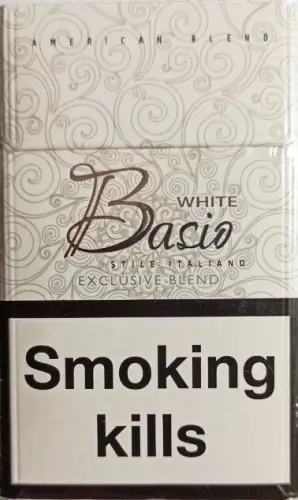 AMERICAN BLEND
WHITE
Basio
STILE ITALIANO
EXCLUSIVE BLEND
Smoking
kills